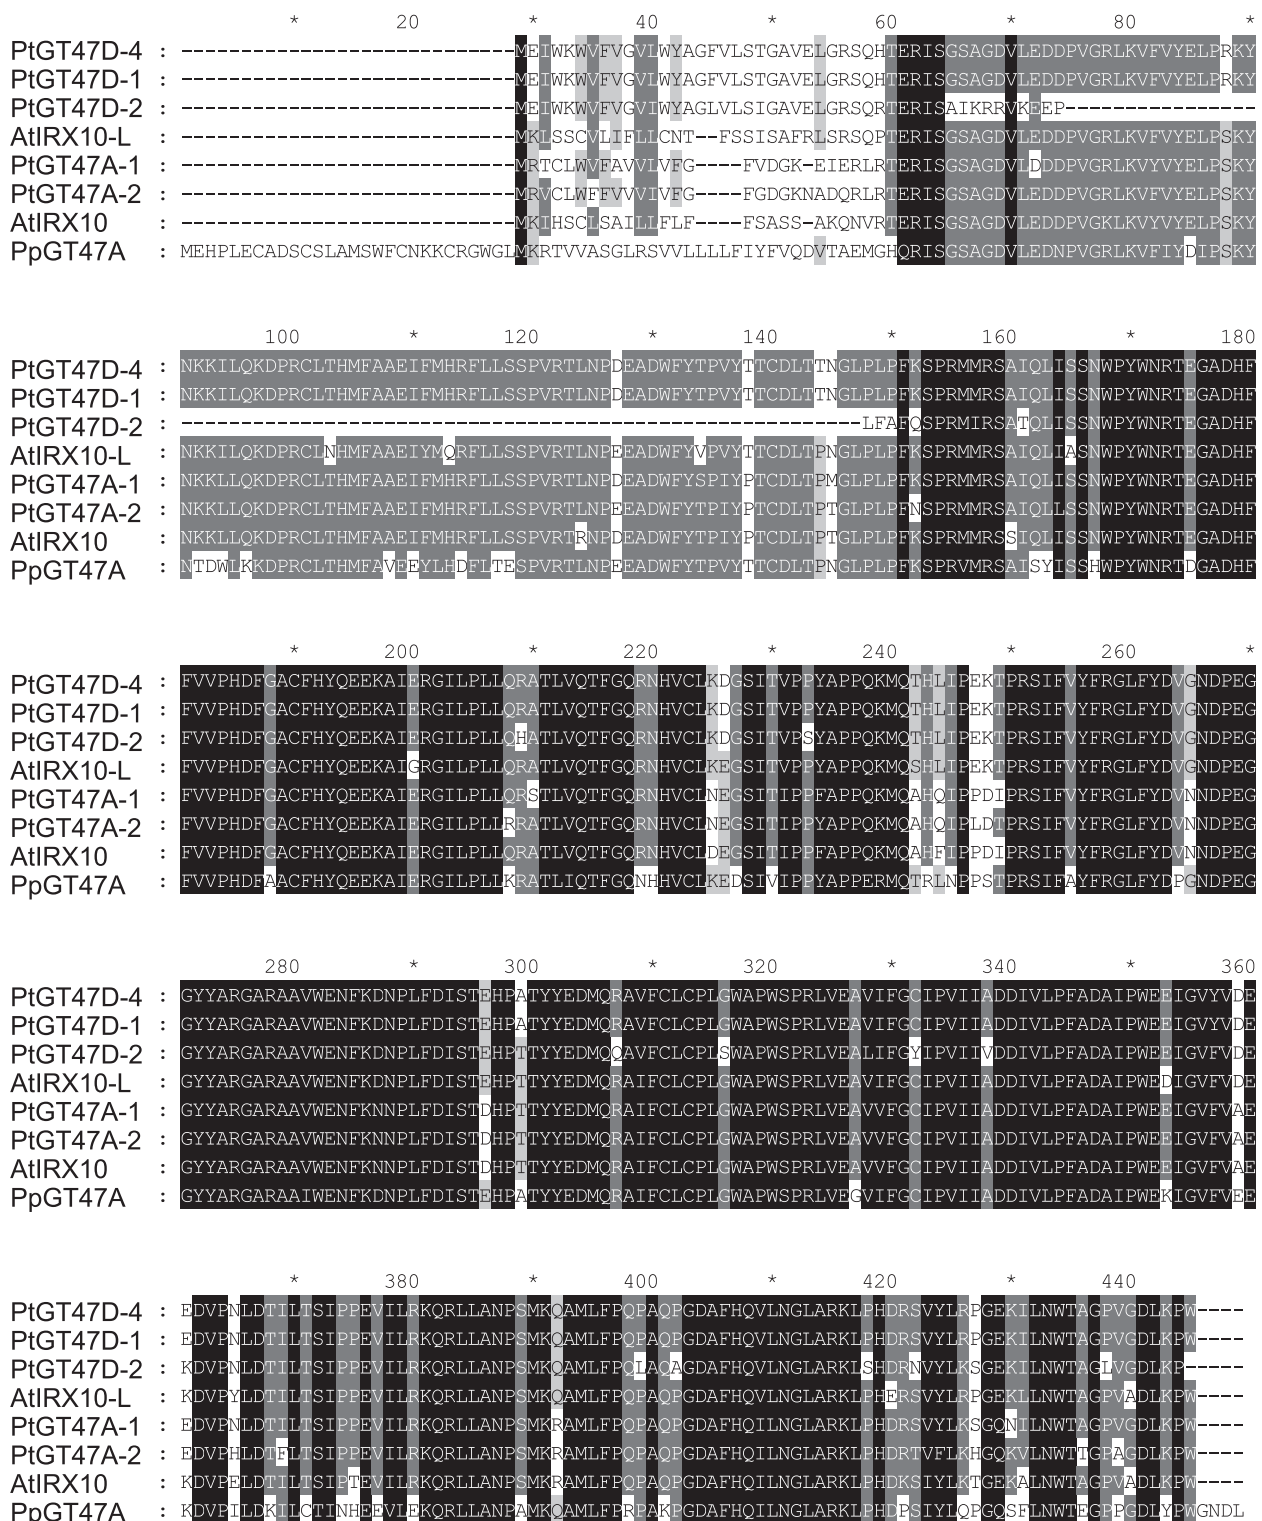 * 20 * 40 * 60 * 80 *
PtGT47D-4 : ----------------------------MEIWKWVFVGVLWYAGFVLSTGAVELGRSQHTERISGSAGDVLEDDPVGRLKVFVYELPRKY
PtGT47D-1 : ----------------------------MEIWKWVFVGVLWYAGFVLSTGAVELGRSQHTERISGSAGDVLEDDPVGRLKVFVYELPRKY
PtGT47D-2 : ----------------------------MEIWKWVFVGVIWYAGLVLSIGAVELGRSQRTERISAIKRRVKEEP----------------
AtIRX10-L : ----------------------------MKLSSCVLIFLLCNT--FSSISAFRLSRSQPTERISGSAGDVLEDDPVGRLKVFVYELPSKY
PtGT47A-1 : ----------------------------MRTCLWVFAVVLVFG----FVDGK-EIERLRTERISGSAGDVLDDDPVGRLKVYVYELPSKY
PtGT47A-2 : ----------------------------MRVCLWFFVVVIVFG----FGDGKNADQRLRTERISGSAGDVLEDDPVGRLKVFVYELPSKY
AtIRX10 : ----------------------------MKIHSCLSAILLFLF----FSASS-AKQNVRTERISGSAGDVLEDDPVGKLKVYVYELPSKY
PpGT47A : MEHPLECADSCSLAMSWFCNKKCRGWGLMKRTVVASGLRSVVLLLLFIYFVQDVTAEMGHQRISGSAGDVLEDNPVGRLKVFIYDIPSKY
100 * 120 * 140 * 160 * 180
PtGT47D-4 : NKKILQKDPRCLTHMFAAEIFMHRFLLSSPVRTLNPDEADWFYTPVYTTCDLTTNGLPLPFKSPRMMRSAIQLISSNWPYWNRTEGADHF
PtGT47D-1 : NKKILQKDPRCLTHMFAAEIFMHRFLLSSPVRTLNPDEADWFYTPVYTTCDLTTNGLPLPFKSPRMMRSAIQLISSNWPYWNRTEGADHF
PtGT47D-2 : ---------------------------------------------------------LFAFQSPRMIRSATQLISSNWPYWNRTEGADHF
AtIRX10-L : NKKILQKDPRCLNHMFAAEIYMQRFLLSSPVRTLNPEEADWFYVPVYTTCDLTPNGLPLPFKSPRMMRSAIQLIASNWPYWNRTEGADHF
PtGT47A-1 : NKKLLQKDPRCLTHMFAAEIFMHRFLLSSPVRTLNPDEADWFYSPIYPTCDLTPMGLPLPFKSPRMMRSAIQLISSNWPYWNRTEGADHF
PtGT47A-2 : NKKLLQKDPRCLTHMFAAEIFMHRFLLSSPVRTLNPEEADWFYTPIYPTCDLTPTGLPLPFNSPRMMRSAIQLLSSNWPYWNRTEGADHF
AtIRX10 : NKKLLQKDPRCLTHMFAAEIFMHRFLLSSPVRTRNPDEADWFYTPIYPTCDLTPTGLPLPFKSPRMMRSSIQLISSNWPYWNRTEGADHF
PpGT47A : NTDWLKKDPRCLTHMFAVEEYLHDFLTESPVRTLNPEEADWFYTPVYTTCDLTPNGLPLPFKSPRVMRSAISYISSHWPYWNRTDGADHF
* 200 * 220 * 240 * 260 *
PtGT47D-4 : FVVPHDFGACFHYQEEKAIERGILPLLQRATLVQTFGQRNHVCLKDGSITVPPYAPPQKMQTHLIPEKTPRSIFVYFRGLFYDVGNDPEG
PtGT47D-1 : FVVPHDFGACFHYQEEKAIERGILPLLQRATLVQTFGQRNHVCLKDGSITVPPYAPPQKMQTHLIPEKTPRSIFVYFRGLFYDVGNDPEG
PtGT47D-2 : FVVPHDFGACFHYQEEKAIERGILPLLQHATLVQTFGQRNHVCLKDGSITVPSYAPPQKMQTHLIPEKTPRSIFVYFRGLFYDVGNDPEG
AtIRX10-L : FVVPHDFGACFHYQEEKAIGRGILPLLQRATLVQTFGQRNHVCLKEGSITVPPYAPPQKMQSHLIPEKTPRSIFVYFRGLFYDVGNDPEG
PtGT47A-1 : FVVPHDFGACFHYQEEKAIERGILPLLQRSTLVQTFGQRNHVCLNEGSITIPPFAPPQKMQAHQIPPDIPRSIFVYFRGLFYDVNNDPEG
PtGT47A-2 : FVVPHDFGACFHYQEEKAIERGILPLLRRATLVQTFGQRNHVCLNEGSITIPPYAPPQKMQAHQIPLDTPRSIFVYFRGLFYDVNNDPEG
AtIRX10 : FVVPHDFGACFHYQEEKAIERGILPLLQRATLVQTFGQRNHVCLDEGSITIPPFAPPQKMQAHFIPPDIPRSIFVYFRGLFYDVNNDPEG
PpGT47A : FVVPHDFAACFHYQEEKAIERGILPLLKRATLIQTFGQNHHVCLKEDSIVIPPYAPPERMQTRLNPPSTPRSIFAYFRGLFYDPGNDPEG
280 * 300 * 320 * 340 * 360
PtGT47D-4 : GYYARGARAAVWENFKDNPLFDISTEHPATYYEDMQRAVFCLCPLGWAPWSPRLVEAVIFGCIPVIIADDIVLPFADAIPWEEIGVYVDE
PtGT47D-1 : GYYARGARAAVWENFKDNPLFDISTEHPATYYEDMQRAVFCLCPLGWAPWSPRLVEAVIFGCIPVIIADDIVLPFADAIPWEEIGVYVDE
PtGT47D-2 : GYYARGARAAVWENFKDNPLFDISTEHPTTYYEDMQQAVFCLCPLSWAPWSPRLVEALIFGYIPVIIVDDIVLPFADAIPWEEIGVFVDE
AtIRX10-L : GYYARGARAAVWENFKDNPLFDISTEHPTTYYEDMQRAIFCLCPLGWAPWSPRLVEAVIFGCIPVIIADDIVLPFADAIPWEDIGVFVDE
PtGT47A-1 : GYYARGARAAVWENFKNNPLFDISTDHPTTYYEDMQRAIFCLCPLGWAPWSPRLVEAVVFGCIPVIIADDIVLPFADAIPWEEIGVFVAE
PtGT47A-2 : GYYARGARAAVWENFKNNPLFDISTDHPTTYYEDMQRAIFCLCPLGWAPWSPRLVEAVVFGCIPVIIADDIVLPFADAIPWEEIGVFVAE
AtIRX10 : GYYARGARAAVWENFKNNPLFDISTDHPTTYYEDMQRAIFCLCPLGWAPWSPRLVEAVVFGCIPVIIADDIVLPFADAIPWEEIGVFVAE
PpGT47A : GYYARGARAAIWENFKDNPLFDISTEHPATYYEDMQRAIFCLCPLGWAPWSPRLVEGVIFGCIPVIIADDIVLPFADAIPWEKIGVFVEE
* 380 * 400 * 420 * 440
PtGT47D-4 : EDVPNLDTILTSIPPEVILRKQRLLANPSMKQAMLFPQPAQPGDAFHQVLNGLARKLPHDRSVYLRPGEKILNWTAGPVGDLKPW----
PtGT47D-1 : EDVPNLDTILTSIPPEVILRKQRLLANPSMKQAMLFPQPAQPGDAFHQVLNGLARKLPHDRSVYLRPGEKILNWTAGPVGDLKPW----
PtGT47D-2 : KDVPNLDTILTSIPPEVILRKQRLLANPSMKQAMLFPQLAQAGDAFHQVLNGLARKLSHDRNVYLKSGEKILNWTAGLVGDLKP-----
AtIRX10-L : KDVPYLDTILTSIPPEVILRKQRLLANPSMKQAMLFPQPAQPGDAFHQVLNGLARKLPHERSVYLRPGEKLLNWTAGPVADLKPW----
PtGT47A-1 : EDVPNLDTILTSIPPEVILRKQRLLANPSMKRAMLFPQPAQPGDAFHQILNGLARKLPHDRSVYLKSGQNILNWTAGPVGDLKPW----
PtGT47A-2 : EDVPHLDTFLTSIPPEVILRKQRLLANPSMKRAMLFPQPAQPGDAFHQILNGLARKLPHDRTVFLKHGQKVLNWTTGPAGDLKPW----
AtIRX10 : KDVPELDTILTSIPTEVILRKQRLLANPSMKRAMLFPQPAQPGDAFHQILNGLARKLPHDKSIYLKTGEKALNWTAGPVADLKPW----
PpGT47A : KDVPILDKILCTINHEEVLEKQRLLANPAMKQAMLFPRPAKPGDAFHQILNGLARKLPHDPSIYLQPGQSFLNWTEGPPGDLYPWGNDL